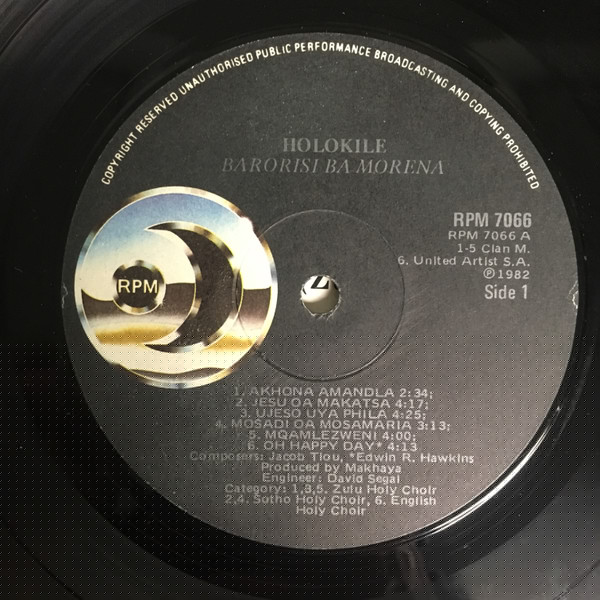 COPYRIGHT RESERVED UNAUTHORISED PUBLIC PERFORMANCE BROADCASTING AND COPYING PROHIBITED
HOLOKILE
BARORISI BA MORENA
RPM 7066
RPM 7066 A
1-5 Clan M.
6. United Artist S.A.
Ⓟ1982
Side 1
RPM
1. AKHONA AMANDLA 2:34;
2. JESU OA MAKATSA 4:17;
3. UJESO UYA PHILA 4:25;
4. MOSADI OA MOSAMARIA 3:13;
5. MQAMLEZWENI 4:00;
6. OH HAPPY DAY* 4:13
Composers: Jacob Tlou, *Edwin R. Hawkins
Produced by Makhaya
Engineer: David Segal
Category: 1,3,5. Zulu Holy Choir
2,4. Sotho Holy Choir, 6. English
Holy Choir